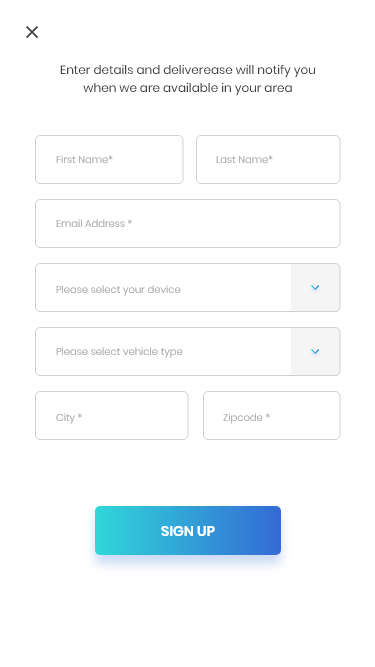 Enter details and deliverease will notify you
when we are available in your area
First Name*
Last Name*
Email Address *
Please select your device
Please select vehicle type
City *
Zipcode *
SIGN UP